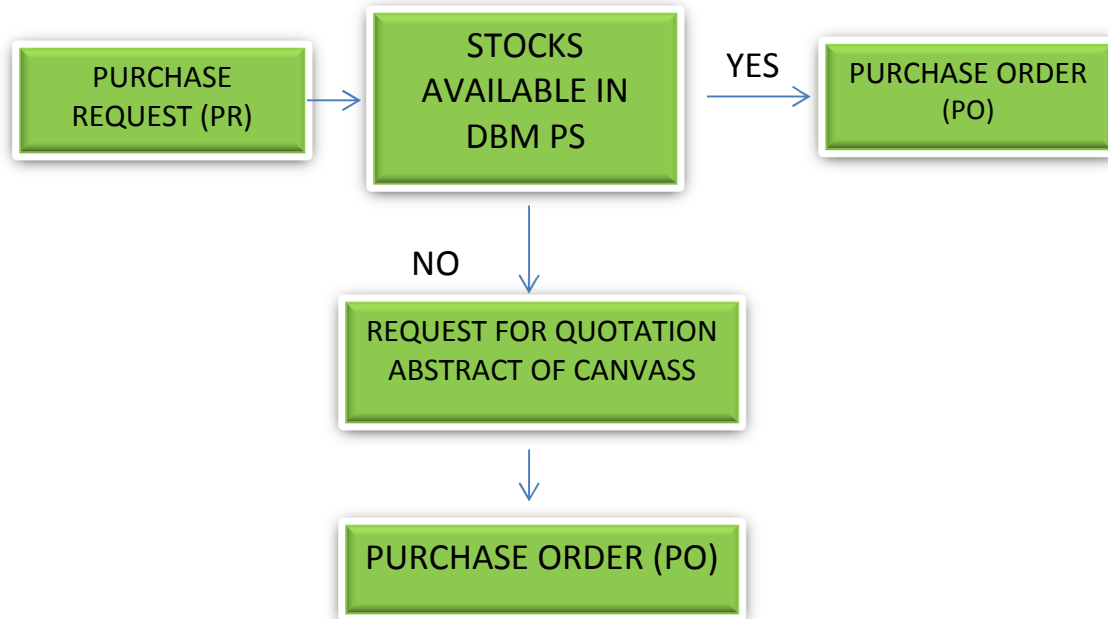 PURCHASE
REQUEST (PR)
STOCKS
AVAILABLE IN
DBM PS
YES
PURCHASE ORDER
(PO)
NO
REQUEST FOR QUOTATION
ABSTRACT OF CANVASS
PURCHASE ORDER (PO)